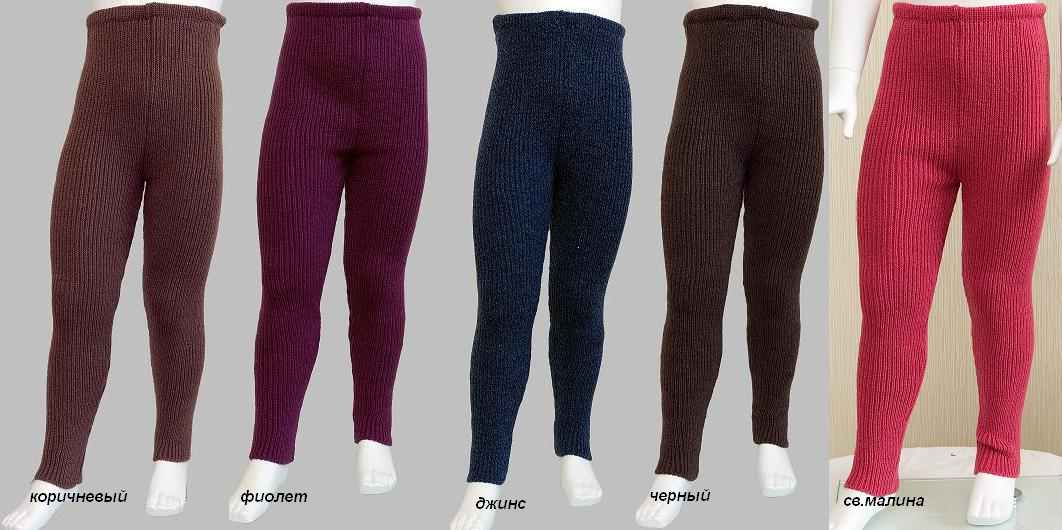 коричневый
фиолет
джинс
черный
св.малина